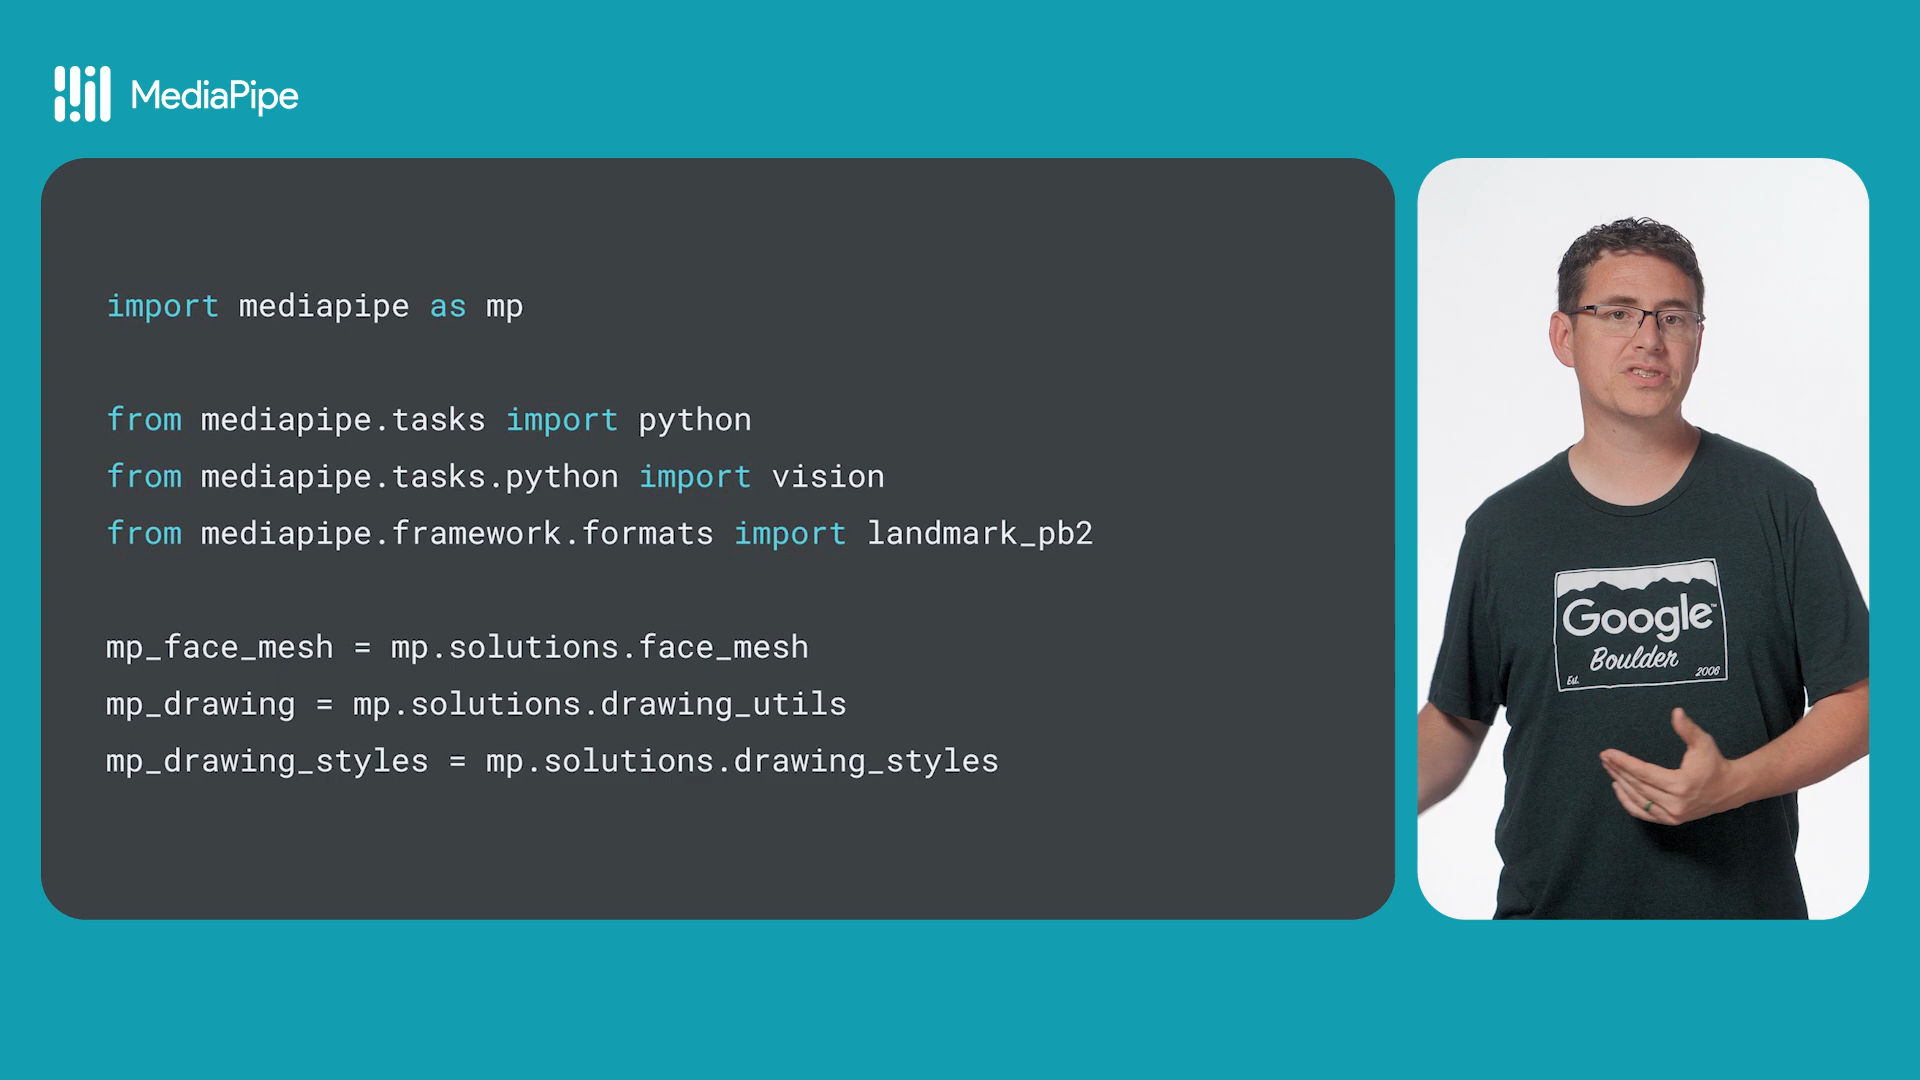 MediaPipe
import mediapipe as mp
from mediapipe.tasks import python
from mediapipe.tasks.python import vision
from mediapipe.framework.formats import landmark_pb2
mp_face_mesh = mp.solutions.face_mesh
mp_drawing = mp.solutions.drawing_utils
mp_drawing_styles = mp.solutions.drawing_styles
Google™
Boulder
Est. 2006